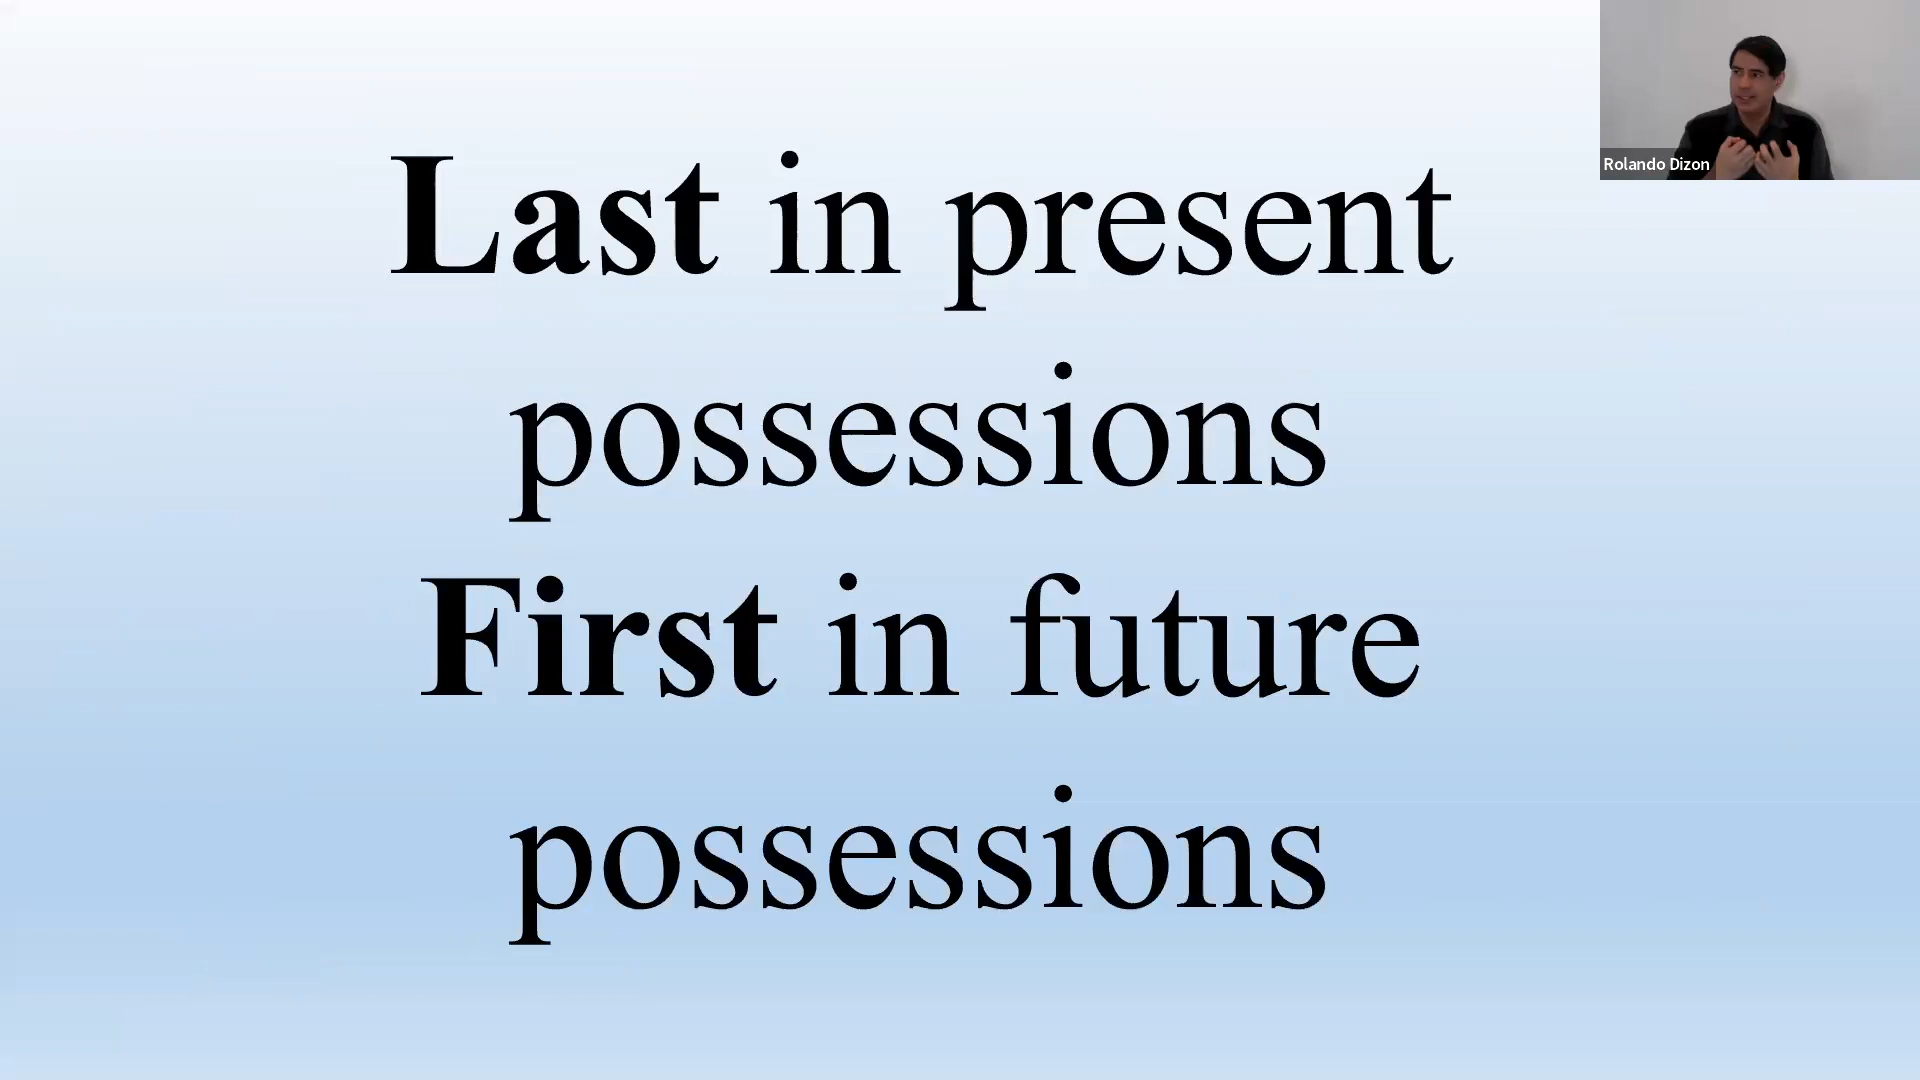 Last in present
possessions
First in future
possessions
Rolando Dizon